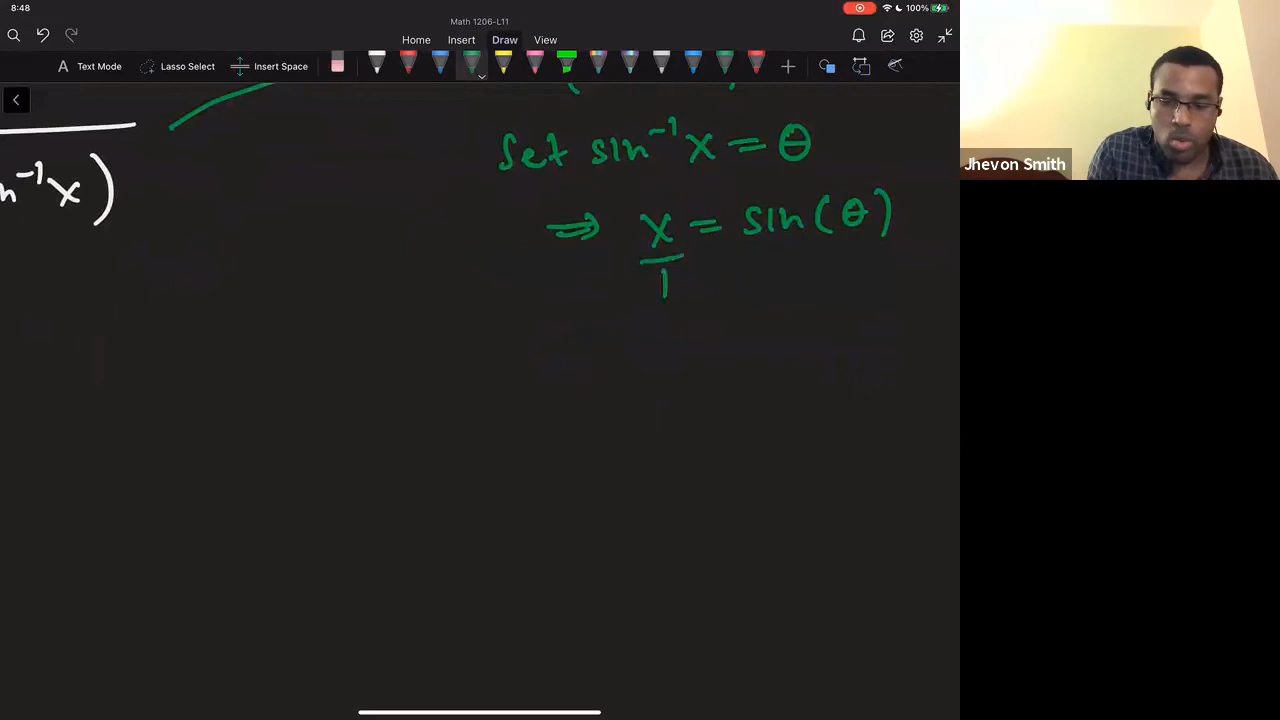 8:48
100%
Math 1206-L11
Home Insert Draw View
Text Mode Lasso Select Insert Space
Jhevon Smith
Set sin⁻¹x = θ
⇒ x/1 = sin(θ)
n⁻¹x)